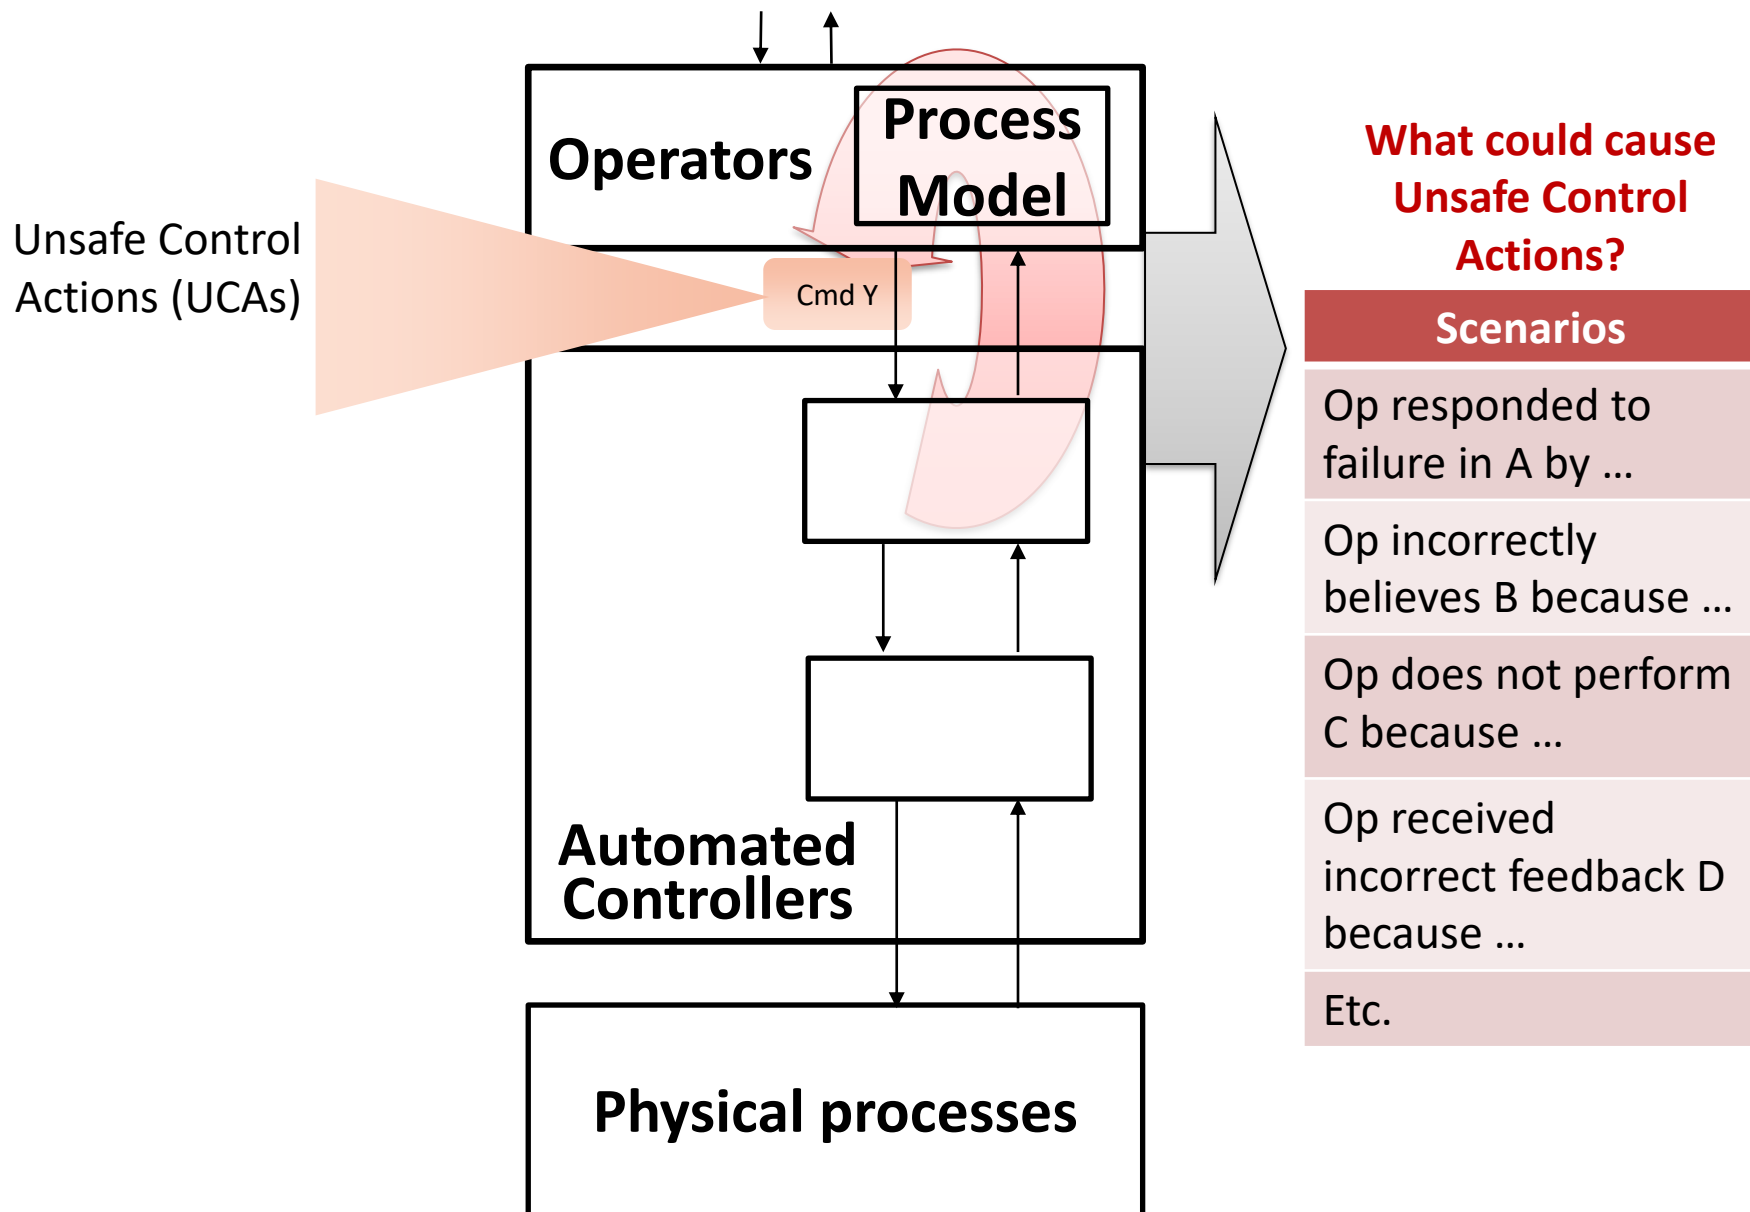 Process
Model
Operators
Unsafe Control
Actions (UCAs)
Cmd Y
Automated
Controllers
Physical processes
What could cause
Unsafe Control
Actions?
Scenarios
Op responded to
failure in A by ...
Op incorrectly
believes B because ...
Op does not perform
C because ...
Op received
incorrect feedback D
because ...
Etc.